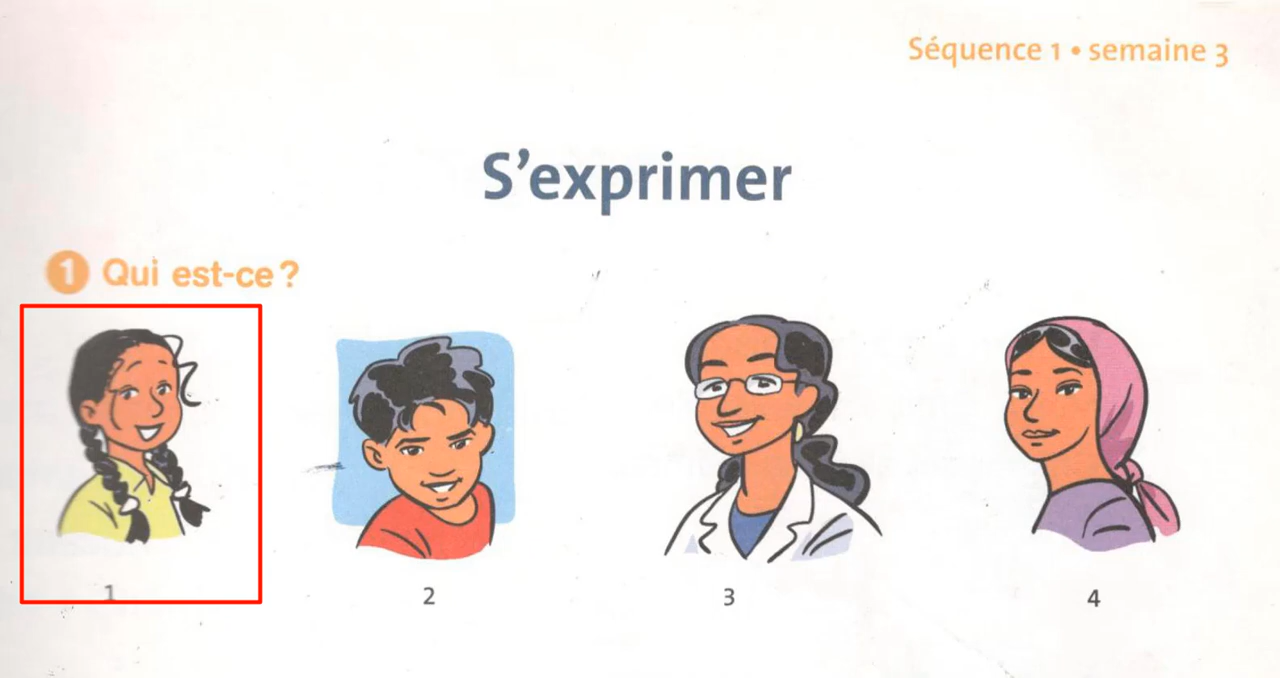 Séquence 1 • semaine 3
S'exprimer
1 Qui est-ce ?
1 2 3 4